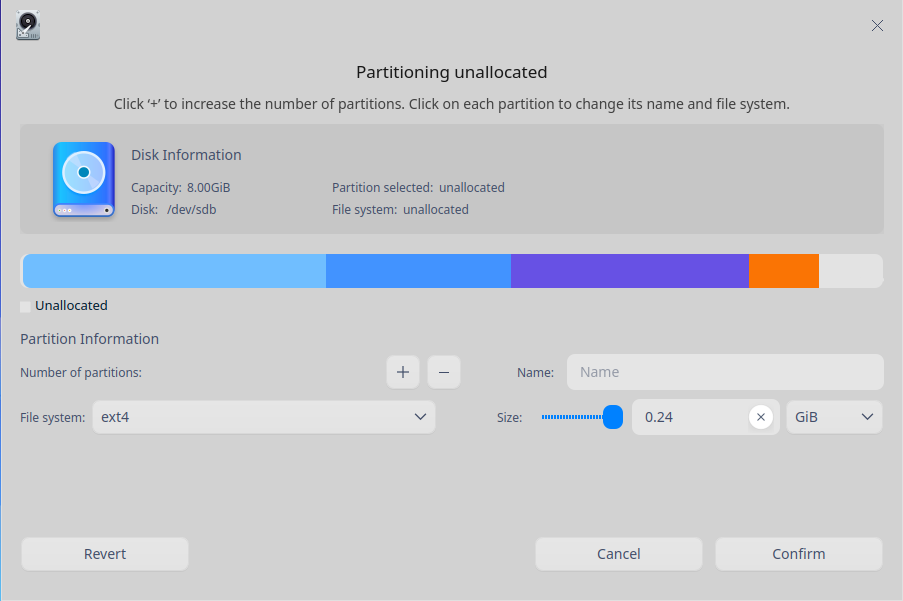 Partitioning unallocated
Click ‘+’ to increase the number of partitions. Click on each partition to change its name and file system.
Disk Information
Capacity: 8.00GiB
Partition selected: unallocated
Disk: /dev/sdb
File system: unallocated
Unallocated
Partition Information
Number of partitions:
+
−
Name:
Name
File system:
ext4
Size:
0.24
GiB
Revert
Cancel
Confirm